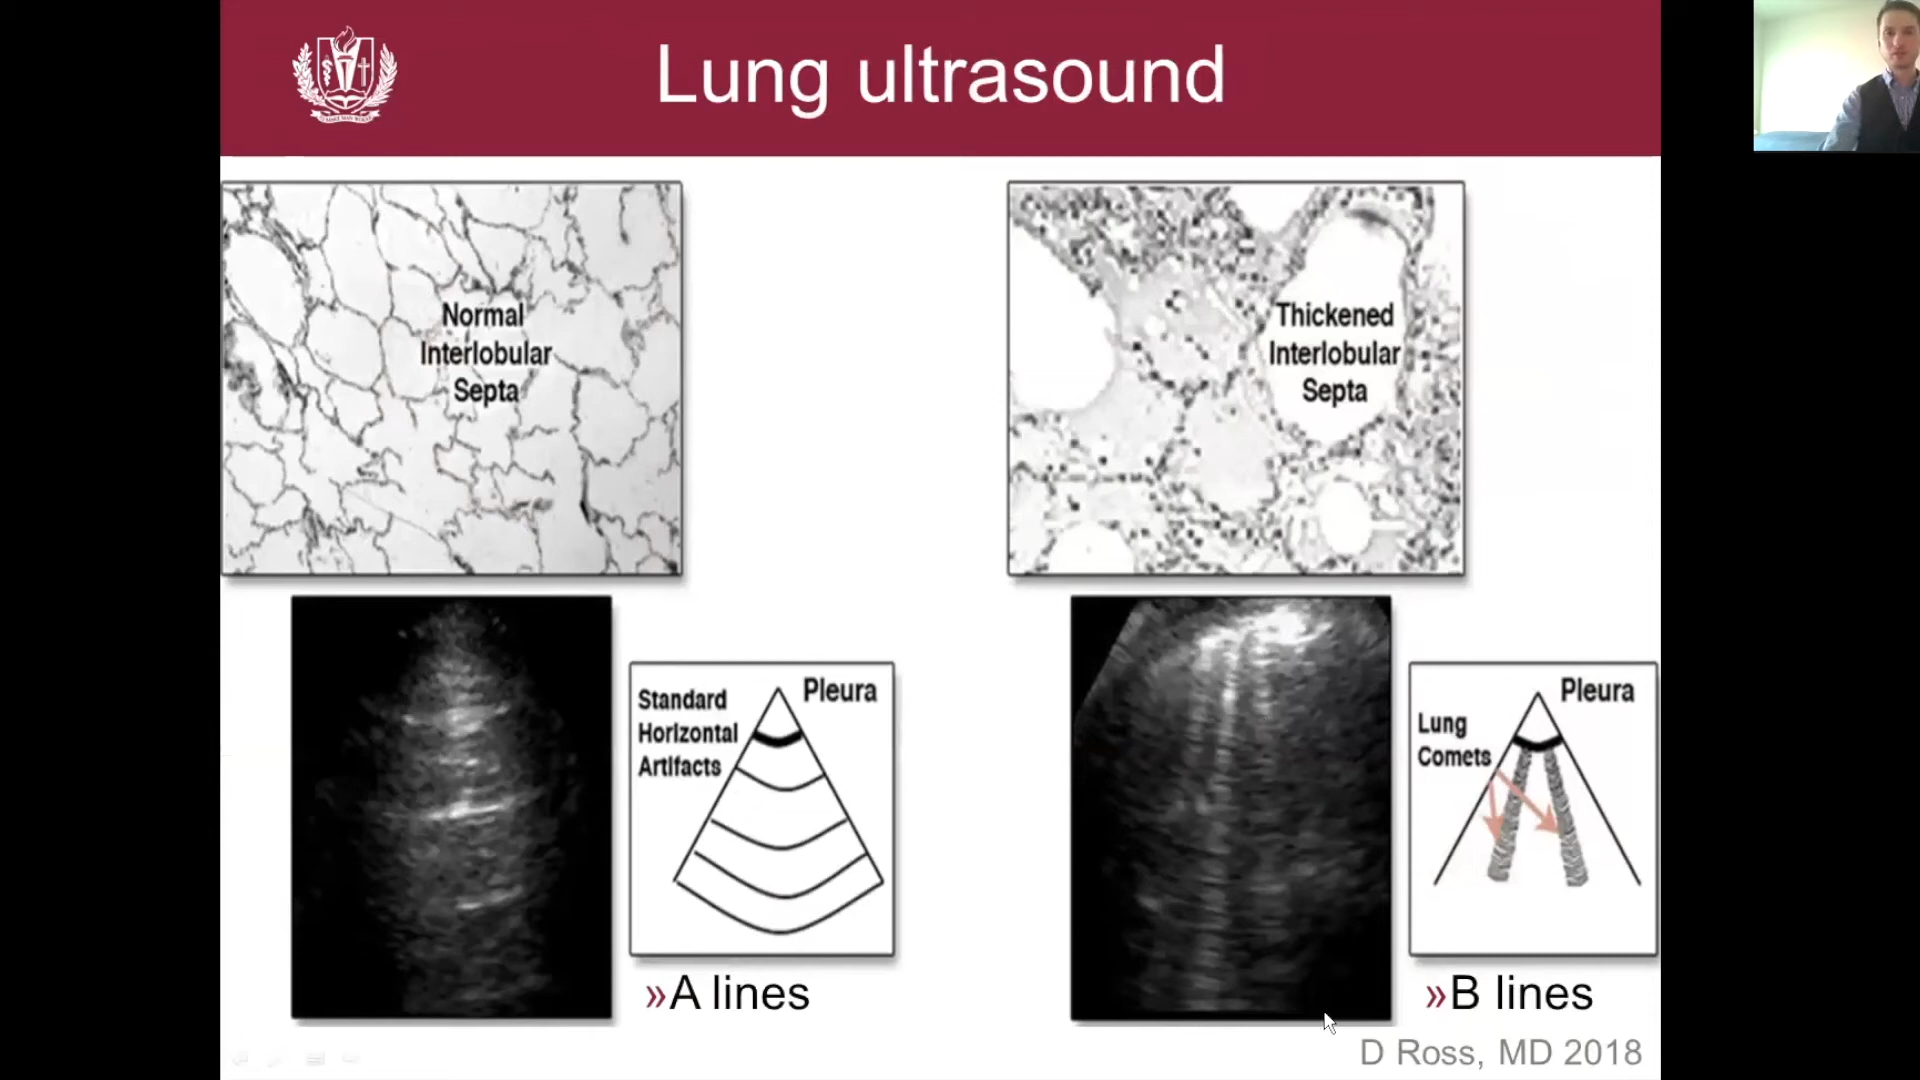 Lung ultrasound
Normal
Interlobular
Septa
Thickened
Interlobular
Septa
Standard
Horizontal
Artifacts
Pleura
Lung
Comets
Pleura
»A lines
»B lines
D Ross, MD 2018